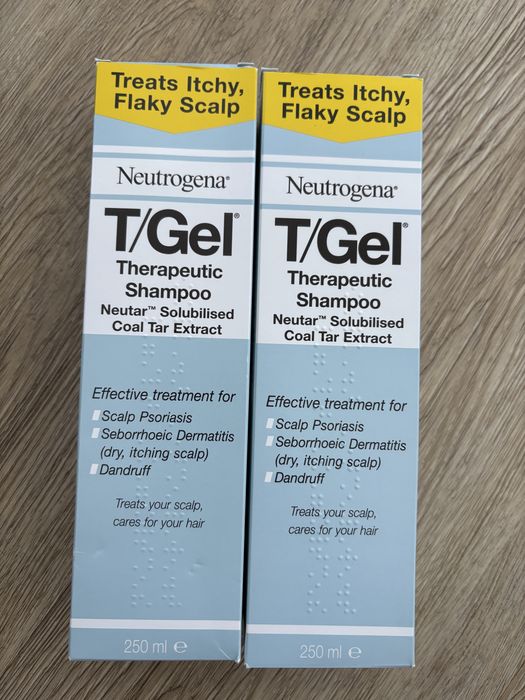 Treats Itchy,
Flaky Scalp
Neutrogena®
T/Gel®
Therapeutic
Shampoo
Neutar™ Solubilised
Coal Tar Extract
Effective treatment for
Scalp Psoriasis
Seborrhoeic Dermatitis
(dry, itching scalp)
Dandruff
Treats your scalp,
cares for your hair
250 ml e
Treats Itchy,
Flaky Scalp
Neutrogena®
T/Gel®
Therapeutic
Shampoo
Neutar™ Solubilised
Coal Tar Extract
Effective treatment for
Scalp Psoriasis
Seborrhoeic Dermatitis
(dry, itching scalp)
Dandruff
Treats your scalp,
cares for your hair
250 ml e